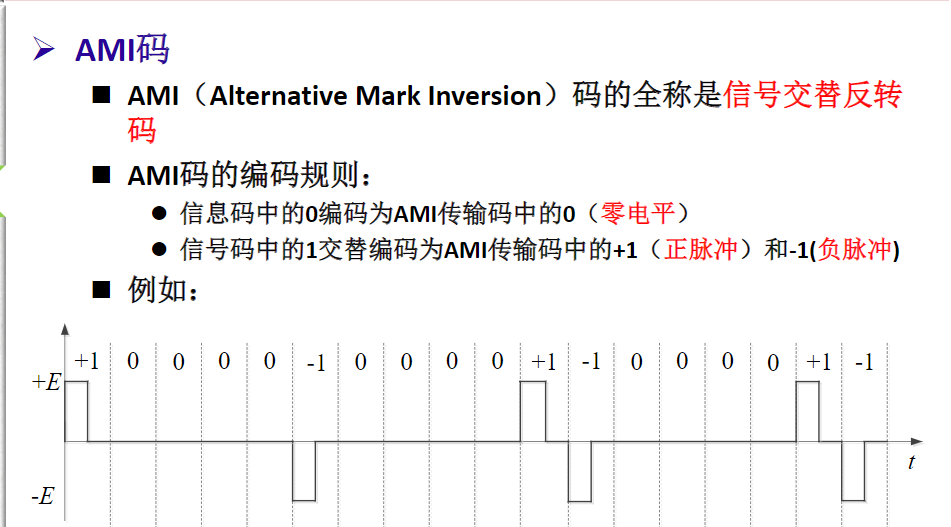 AMI码
AMI（Alternative Mark Inversion）码的全称是信号交替反转
码
AMI码的编码规则：
信息码中的0编码为AMI传输码中的0（零电平）
信号码中的1交替编码为AMI传输码中的+1（正脉冲）和-1(负脉冲)
例如：
+1 0 0 0 0 -1 0 0 0 0 +1 -1 0 0 0 0 +1 -1
+E
t
-E